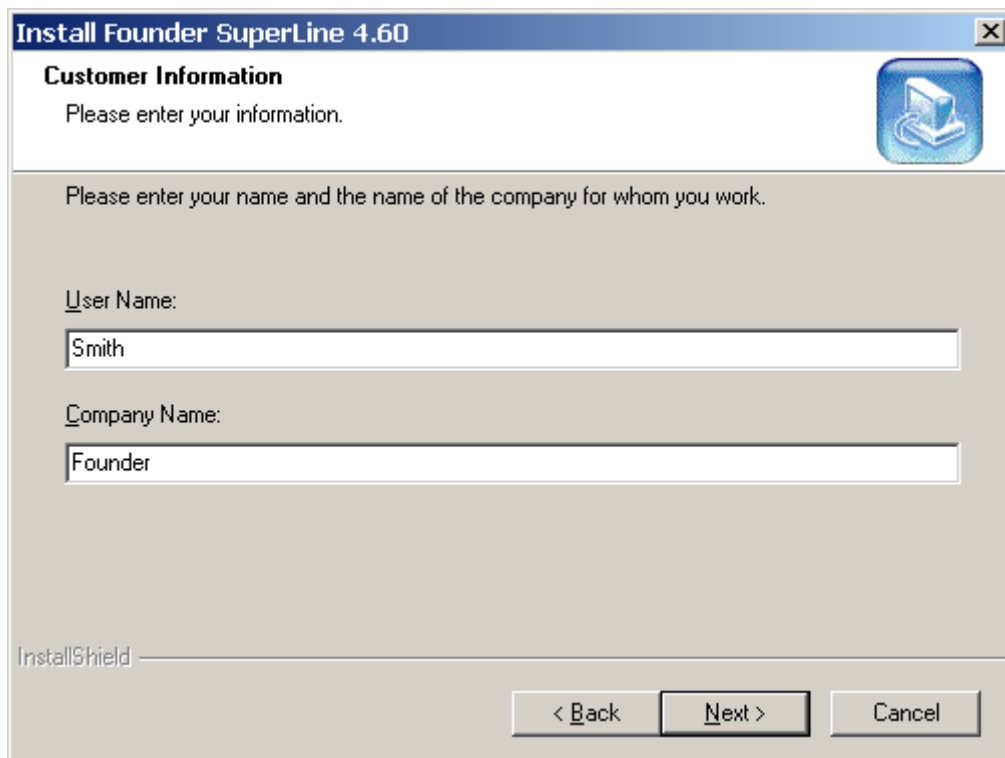 Install Founder SuperLine 4.60
Customer Information
Please enter your information.
Please enter your name and the name of the company for whom you work.
User Name:
Smith
Company Name:
Founder
InstallShield
< Back Next > Cancel